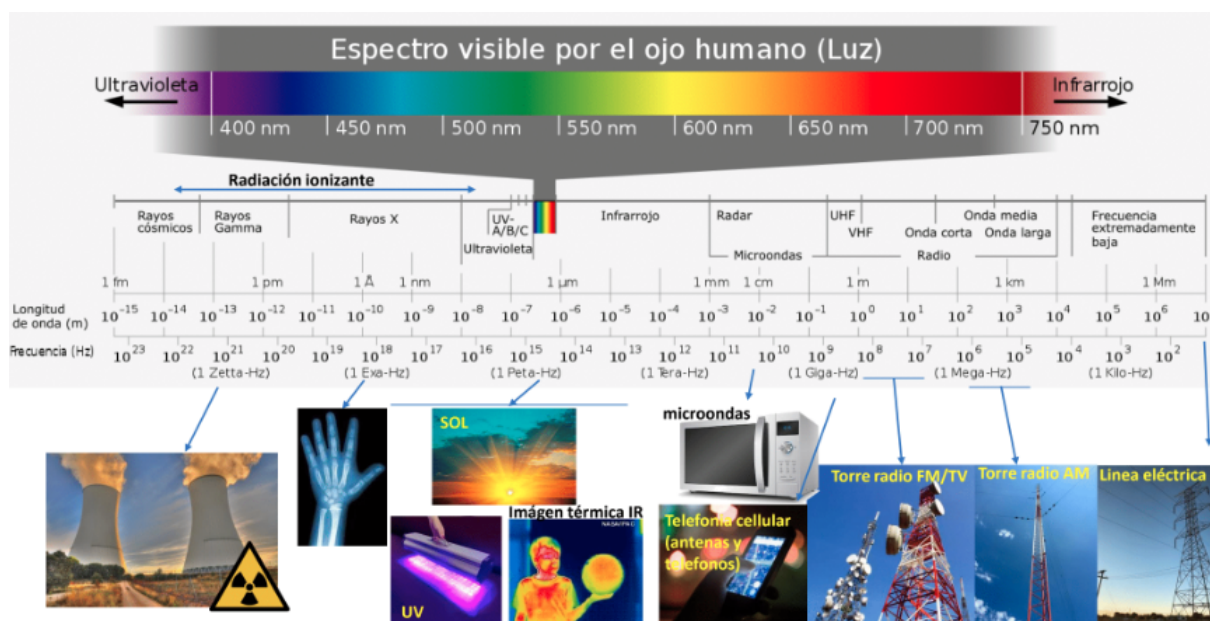 Espectro visible por el ojo humano (Luz)
Ultravioleta
Infrarrojo
400 nm 450 nm 500 nm 550 nm 600 nm 650 nm 700 nm 750 nm
Radiación ionizante
Rayos
cósmicos
Rayos
Gamma
Rayos X
UV-
A/B/C
Ultravioleta
Infrarrojo
Radar
Microondas
UHF
VHF
Onda media
Onda corta Onda larga
Radio
Frecuencia
extremadamente
baja
1 fm 1 pm 1 Å 1 nm 1 µm 1 mm 1 cm 1 m 1 km 1 Mm
Longitud
de onda (m)
10⁻¹⁵ 10⁻¹⁴ 10⁻¹³ 10⁻¹² 10⁻¹¹ 10⁻¹⁰ 10⁻⁹ 10⁻⁸ 10⁻⁷ 10⁻⁶ 10⁻⁵ 10⁻⁴ 10⁻³ 10⁻² 10⁻¹ 10⁰ 10¹ 10² 10³ 10⁴ 10⁵ 10⁶ 10
Frecuencia (Hz)
10²³ 10²² 10²¹ 10²⁰ 10¹⁹ 10¹⁸ 10¹⁷ 10¹⁶ 10¹⁵ 10¹⁴ 10¹³ 10¹² 10¹¹ 10¹⁰ 10⁹ 10⁸ 10⁷ 10⁶ 10⁵ 10⁴ 10³ 10²
(1 Zetta-Hz) (1 Exa-Hz) (1 Peta-Hz) (1 Tera-Hz) (1 Giga-Hz) (1 Mega-Hz) (1 Kilo-Hz)
microondas
SOL
Torre radio FM/TV
Torre radio AM
Linea eléctrica
Imágen térmica IR
NASA/IPAC
Telefonía cellular
(antenas y
telefonos)
UV